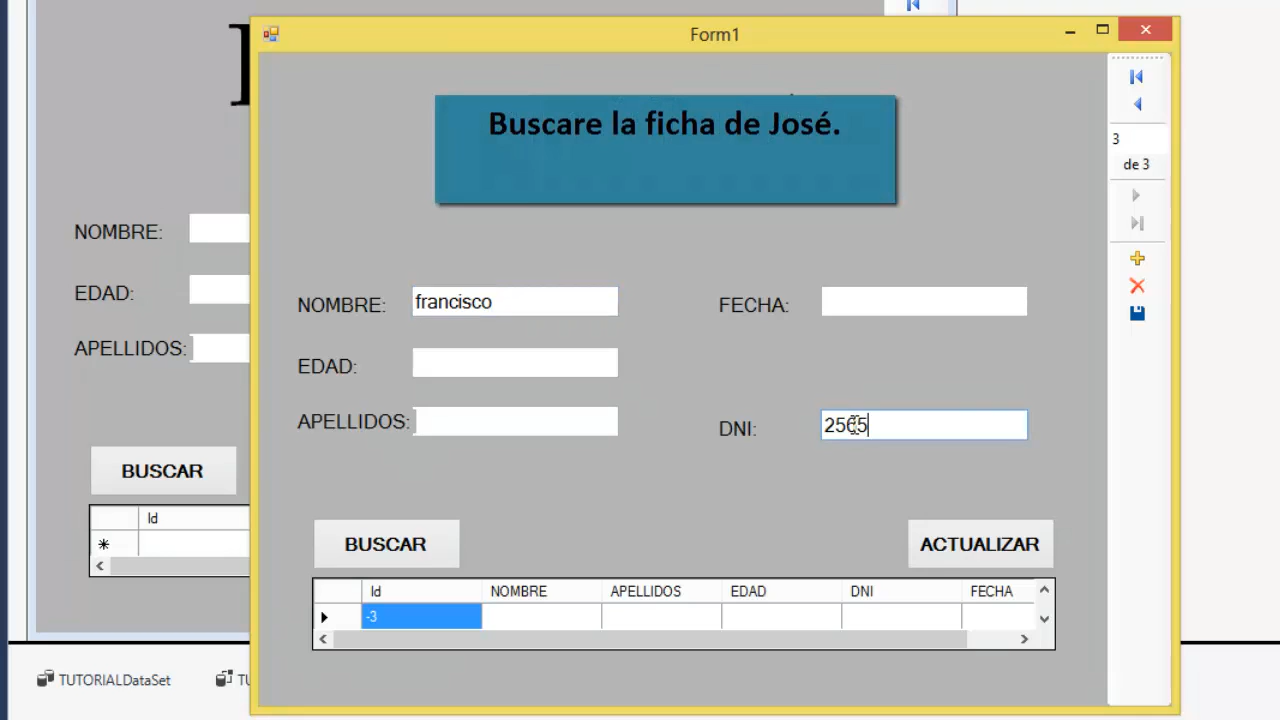 Form1
Buscare la ficha de José.
3
de 3
NOMBRE:
EDAD:
APELLIDOS:
BUSCAR
Id
NOMBRE: francisco
FECHA:
EDAD:
APELLIDOS:
DNI:
BUSCAR
ACTUALIZAR
Id NOMBRE APELLIDOS EDAD DNI FECHA
-3
TUTORIALDataSet